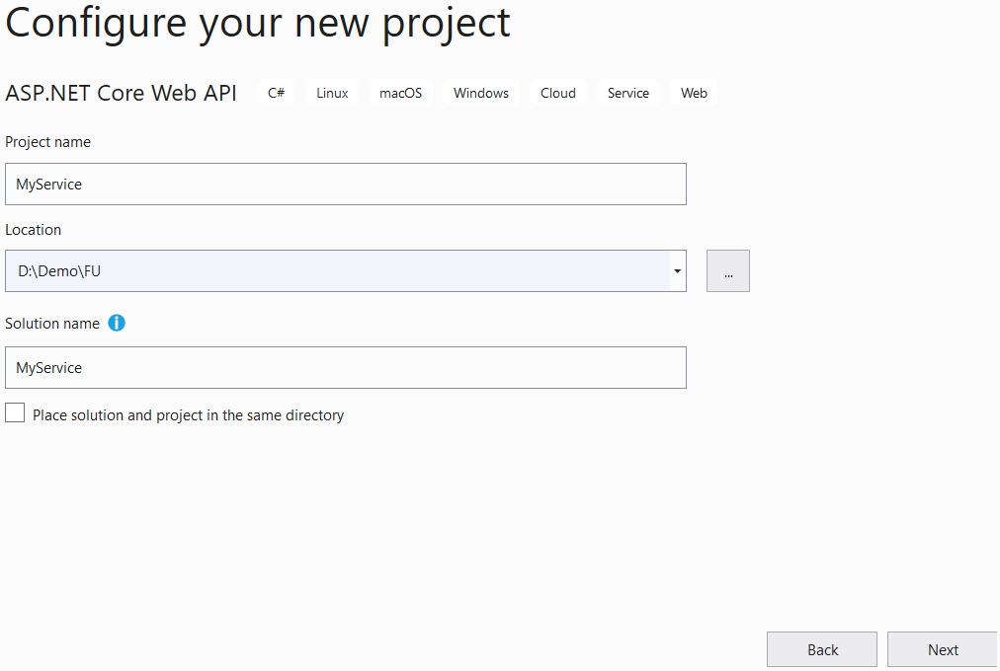 Configure your new project
ASP.NET Core Web API C# Linux macOS Windows Cloud Service Web
Project name
MyService
Location
D:\Demo\FU
...
Solution name
MyService
Place solution and project in the same directory
Back Next